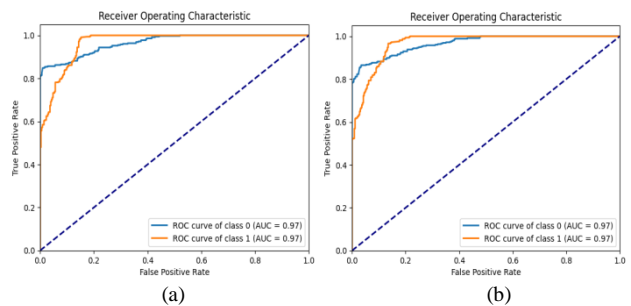 Receiver Operating Characteristic
True Positive Rate
1.0
0.8
0.6
0.4
0.2
0.0
ROC curve of class 0 (AUC = 0.97)
ROC curve of class 1 (AUC = 0.97)
0.0 0.2 0.4 0.6 0.8 1.0
False Positive Rate
(a)
Receiver Operating Characteristic
True Positive Rate
1.0
0.8
0.6
0.4
0.2
0.0
ROC curve of class 0 (AUC = 0.97)
ROC curve of class 1 (AUC = 0.97)
0.0 0.2 0.4 0.6 0.8 1.0
False Positive Rate
(b)